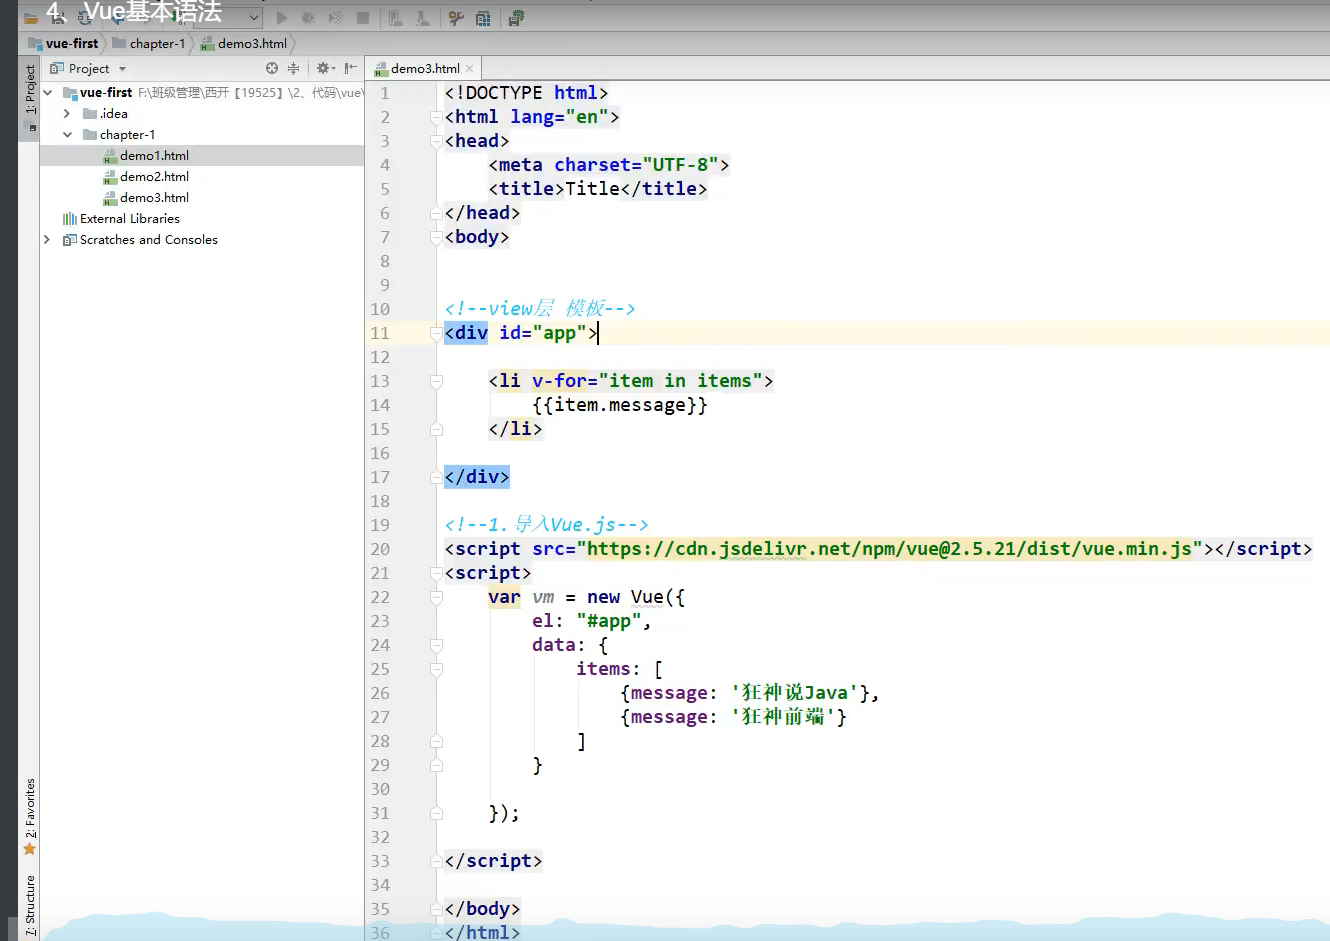 4、Vue基本语法
vue-first chapter-1 demo3.html
1: Project
Project
demo3.html
vue-first F:\班级管理\西开【19525】\2、代码\vue\
.idea
chapter-1
demo1.html
demo2.html
demo3.html
External Libraries
Scratches and Consoles
2: Favorites
7: Structure
1 <!DOCTYPE html>
2 <html lang="en">
3 <head>
4 <meta charset="UTF-8">
5 <title>Title</title>
6 </head>
7 <body>
8
9
10 <!--view层 模板-->
11 <div id="app">
12
13 <li v-for="item in items">
14 {{item.message}}
15 </li>
16
17 </div>
18
19 <!--1.导入Vue.js-->
20 <script src="https://cdn.jsdelivr.net/npm/vue@2.5.21/dist/vue.min.js"></script>
21 <script>
22 var vm = new Vue({
23 el: "#app",
24 data: {
25 items: [
26 {message: '狂神说Java'},
27 {message: '狂神前端'}
28 ]
29 }
30
31 });
32
33 </script>
34
35 </body>
36 </html>